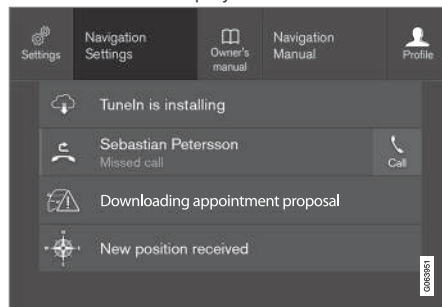 Settings
Navigation
Settings
Owner's
manual
Navigation
Manual
Profile
TuneIn is installing
Sebastian Petersson
Missed call
Call
Downloading appointment proposal
New position received
G063951